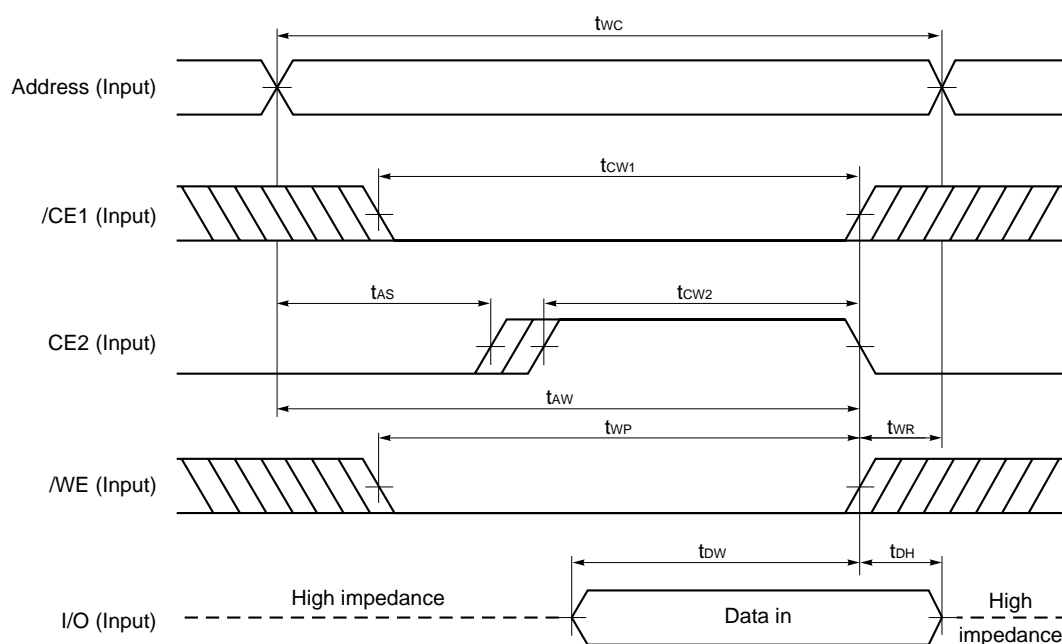 tWC
Address (Input)
tCW1
/CE1 (Input)
tAS
tCW2
CE2 (Input)
tAW
tWP
tWR
/WE (Input)
tDW
tDH
I/O (Input)
High impedance
Data in
High
impedance